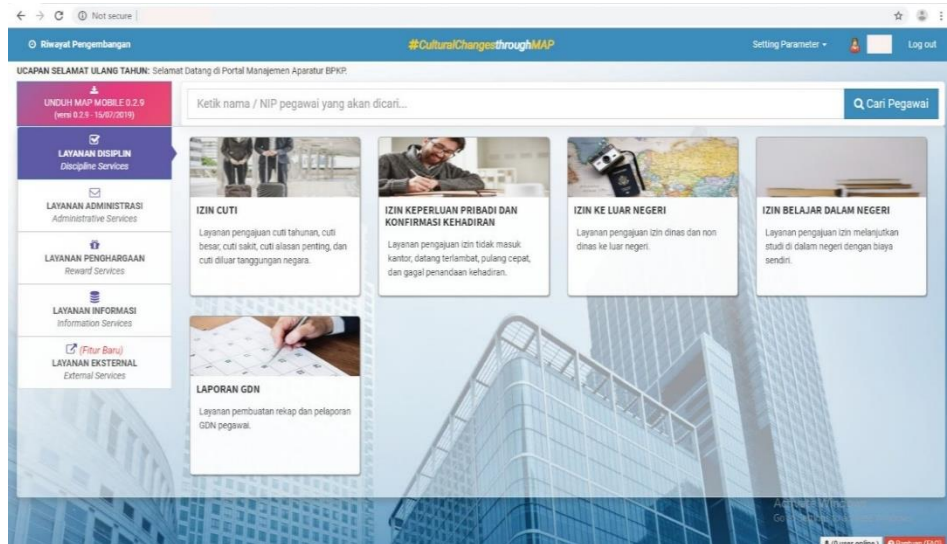 Not secure
Riwayat Pengembangan
#CulturalChangesthroughMAP
Setting Parameter
Log out
UCAPAN SELAMAT ULANG TAHUN: Selamat Datang di Portal Manajemen Aparatur BPKP.
UNDUH MAP MOBILE 0.2.9
(versi 0.2.9 - 15/07/2019)
Ketik nama / NIP pegawai yang akan dicari...
Cari Pegawai
LAYANAN DISIPLIN
Discipline Services
LAYANAN ADMINISTRASI
Administrative Services
LAYANAN PENGHARGAAN
Reward Services
LAYANAN INFORMASI
Information Services
(Fitur Baru)
LAYANAN EKSTERNAL
External Services
IZIN CUTI
Layanan pengajuan cuti tahunan, cuti
besar, cuti sakit, cuti alasan penting, dan
cuti diluar tanggungan negara.
IZIN KEPERLUAN PRIBADI DAN
KONFIRMASI KEHADIRAN
Layanan pengajuan izin tidak masuk
kantor, datang terlambat, pulang cepat,
dan gagal penandaan kehadiran.
IZIN KE LUAR NEGERI
Layanan pengajuan izin dinas dan non
dinas ke luar negeri.
IZIN BELAJAR DALAM NEGERI
Layanan pengajuan izin melanjutkan
studi di dalam negeri dengan biaya
sendiri.
LAPORAN GDN
Layanan pembuatan rekap dan pelaporan
GDN pegawai.